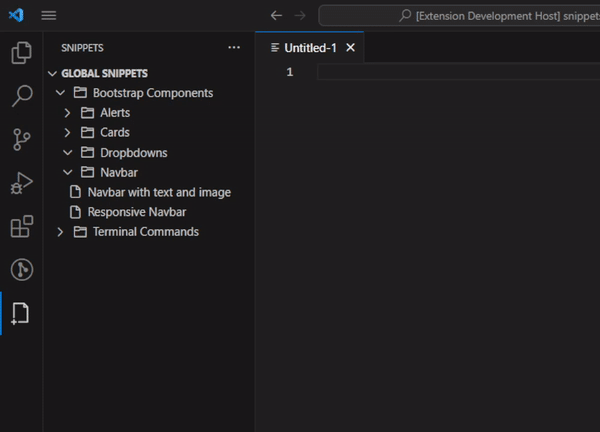 [Extension Development Host] snippets
SNIPPETS
Untitled-1
GLOBAL SNIPPETS
1
Bootstrap Components
Alerts
Cards
Dropbdowns
Navbar
Navbar with text and image
Responsive Navbar
Terminal Commands